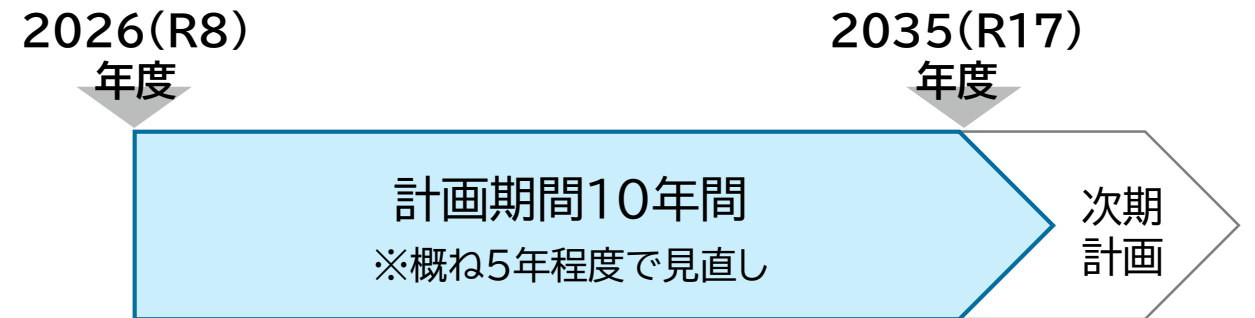 2026(R8)
年度
2035(R17)
年度
計画期間10年間
※概ね5年程度で見直し
次期
計画